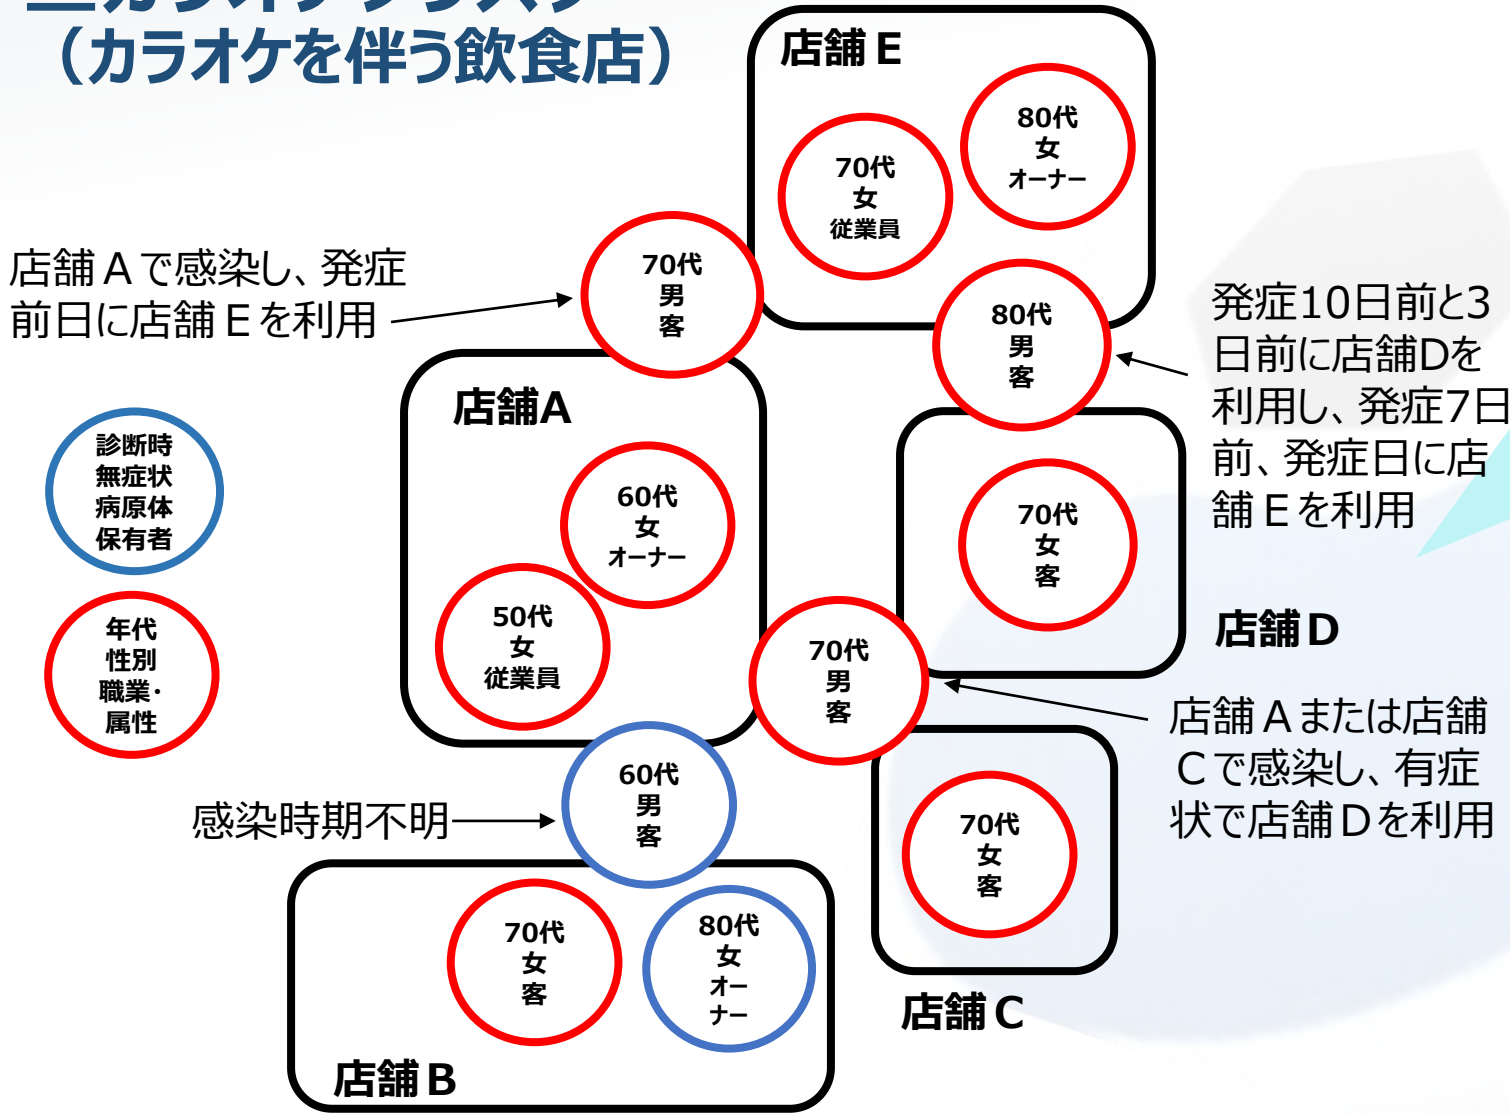 （カラオケを伴う飲食店）
店舗E
80代
女
オーナー
70代
女
従業員
店舗Aで感染し、発症
前日に店舗Eを利用
70代
男
客
80代
男
客
発症10日前と3
日前に店舗Dを
利用し、発症7日
前、発症日に店
舗Eを利用
店舗A
診断時
無症状
病原体
保有者
60代
女
オーナー
70代
女
客
50代
女
従業員
年代
性別
職業・
属性
店舗D
70代
男
客
店舗Aまたは店舗
Cで感染し、有症
状で店舗Dを利用
感染時期不明
60代
男
客
70代
女
客
店舗C
70代
女
客
80代
女
オー
ナー
店舗B